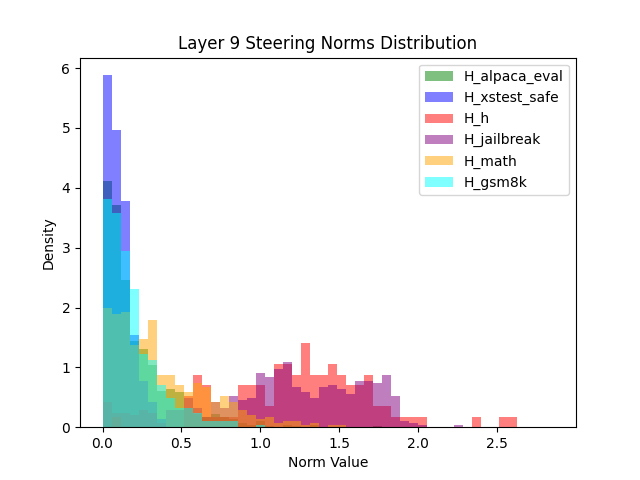 Layer 9 Steering Norms Distribution
H_alpaca_eval
H_xstest_safe
H_h
H_jailbreak
H_math
H_gsm8k
Density
6
5
4
3
2
1
0
0.0 0.5 1.0 1.5 2.0 2.5
Norm Value